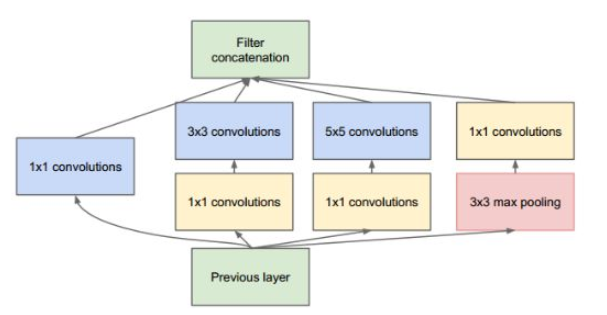 Filter
concatenation
3x3 convolutions
5x5 convolutions
1x1 convolutions
1x1 convolutions
1x1 convolutions
1x1 convolutions
3x3 max pooling
Previous layer